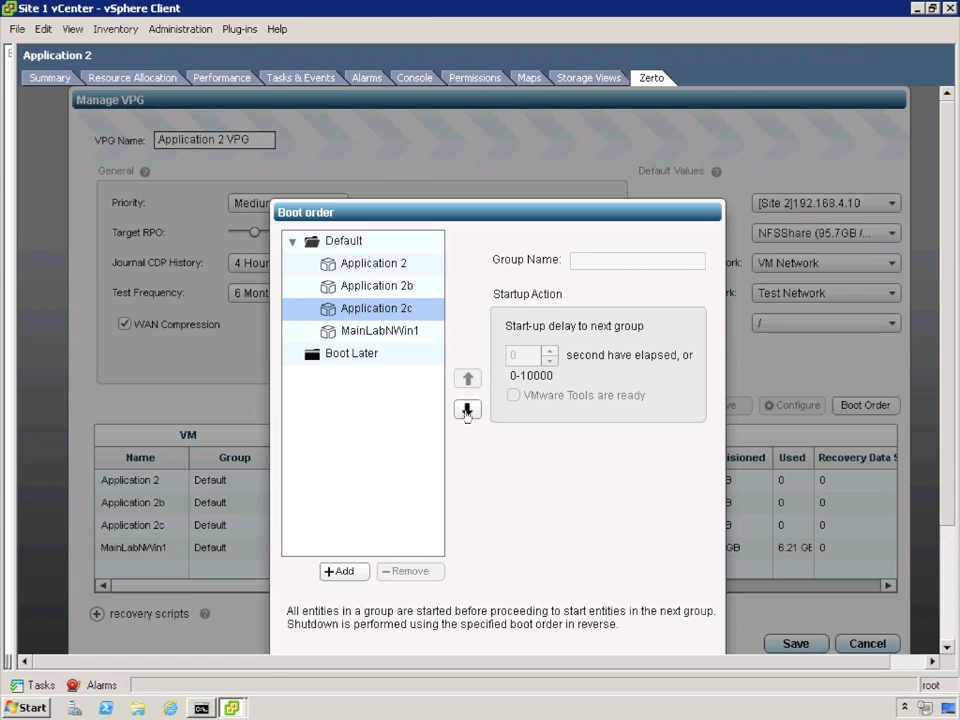 Site 1 vCenter - vSphere Client
File Edit View Inventory Administration Plug-ins Help
Application 2
Summary Resource Allocation Performance Tasks & Events Alarms Console Permissions Maps Storage Views Zerto
Manage VPG
VPG Name: Application 2 VPG
General Default Values
Priority: [Site 2]192.168.4.10
Target RPO: NFSShare (95.7GB /...
Journal CDP History: 4 Hour VM Network
Test Frequency: 6 Mont Test Network
WAN Compression /
Boot order
Default
Application 2
Application 2b
Application 2c
MainLabNWin1
Boot Later
Group Name:
Startup Action
Start-up delay to next group
0 second have elapsed, or
0-10000
VMware Tools are ready
+Add −Remove
All entities in a group are started before proceeding to start entities in the next group.
Shutdown is performed using the specified boot order in reverse.
Configure Boot Order
VM
Name Group Used Recovery Data
Application 2 Default 0 0
Application 2b Default 0 0
Application 2c Default 0 0
MainLabNWin1 Default GB 6.21 GE 0
recovery scripts
Save Cancel
Tasks Alarms root
Start